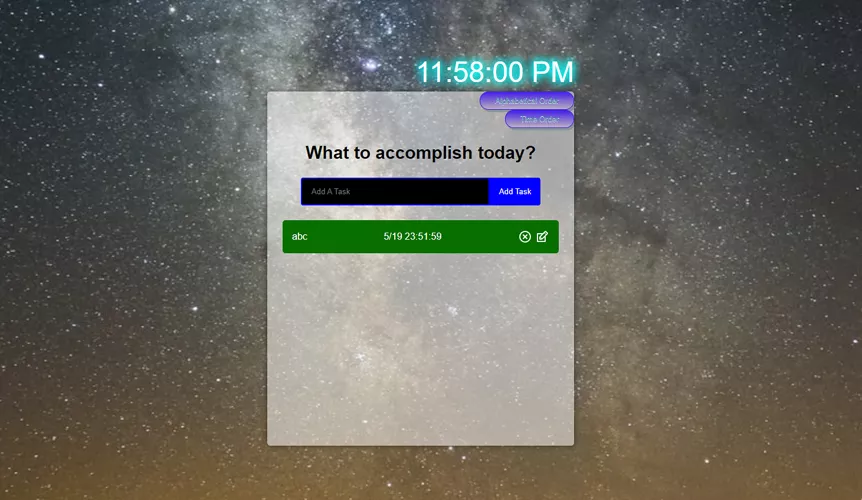 11:58:00 PM
Alphabetical Order
Time Order
What to accomplish today?
Add A Task Add Task
abc 5/19 23:51:59